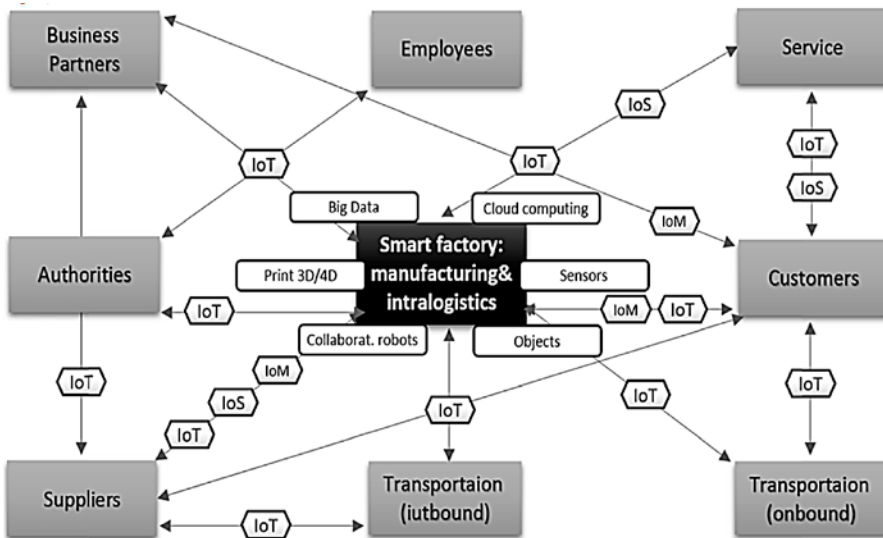 Business
Partners
Employees
Service
IoS
IoT
IoT
IoT
IoS
Big Data
Cloud computing
IoM
Authorities
Smart factory:
manufacturing&
intralogistics
Print 3D/4D
Sensors
Customers
IoT
IoM
IoT
Collaborat. robots
Objects
IoM
IoT
IoS
IoT
IoT
IoT
IoT
Suppliers
Transportaion
(iutbound)
Transportaion
(onbound)
IoT